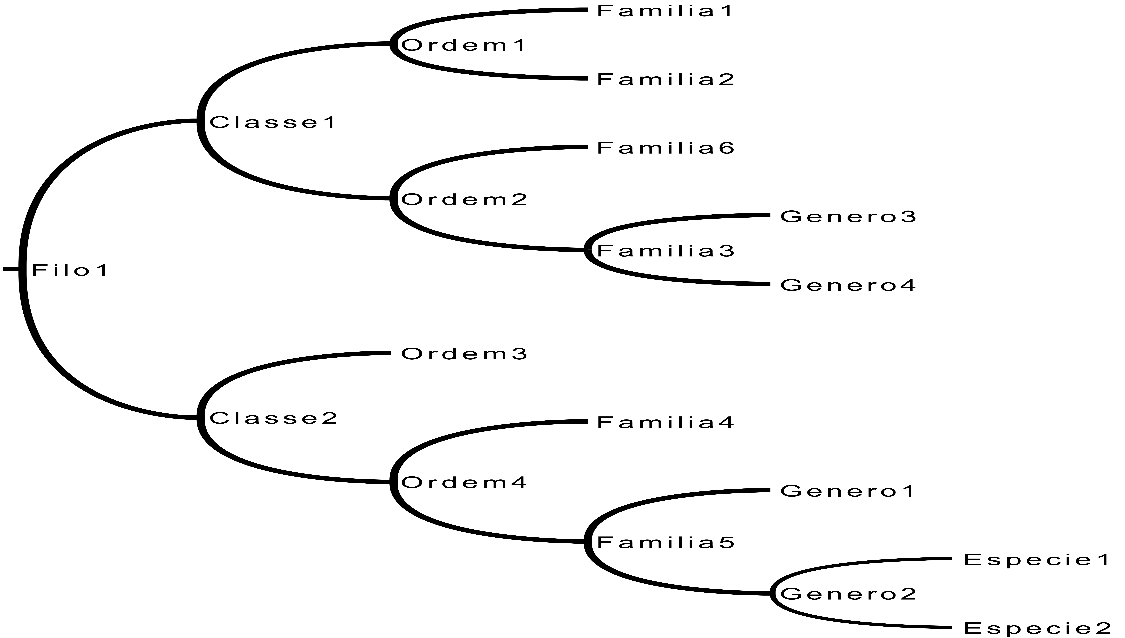 Familia1
Ordem1
Familia2
Classe1
Familia6
Ordem2
Genero3
Familia3
Filo1
Genero4
Ordem3
Classe2
Familia4
Ordem4
Genero1
Familia5
Especie1
Genero2
Especie2